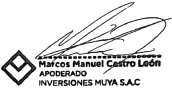 Marcos Manuel Castro León
APODERADO
INVERSIONES MUYA S.A.C